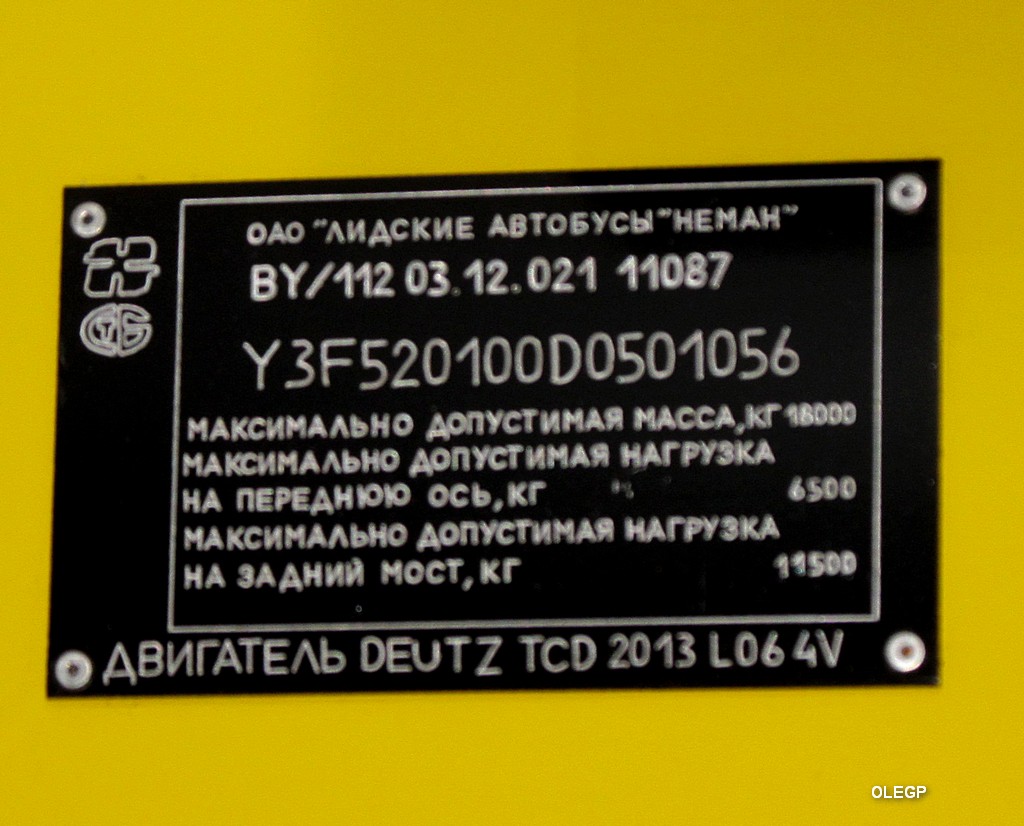 ОАО "ЛИДСКИЕ АВТОБУСЫ "НЕМАН"
BY/112 03.12.021 11087
Y3F520100D0501056
МАКСИМАЛЬНО ДОПУСТИМАЯ МАССА,КГ 18000
МАКСИМАЛЬНО ДОПУСТИМАЯ НАГРУЗКА
НА ПЕРЕДНЮЮ ОСЬ,КГ 6500
МАКСИМАЛЬНО ДОПУСТИМАЯ НАГРУЗКА
НА ЗАДНИЙ МОСТ,КГ 11500
ДВИГАТЕЛЬ DEUTZ TCD 2013 L06 4V
OLEGP